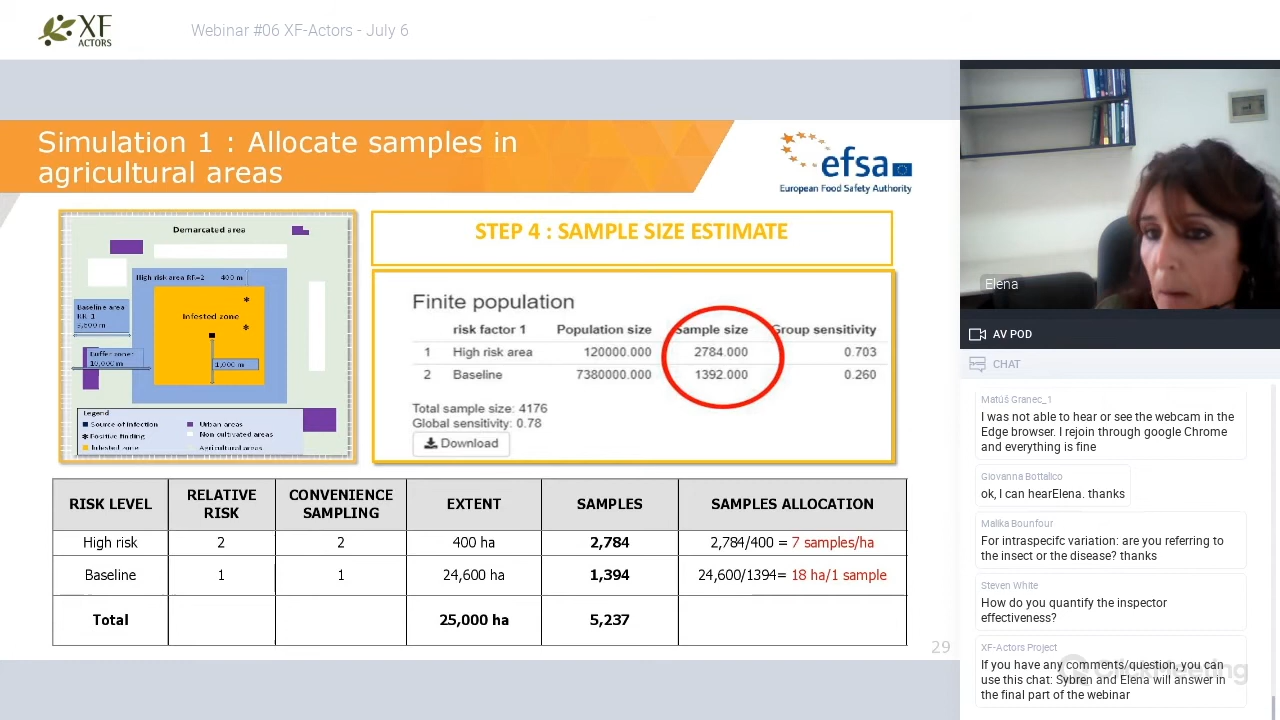 XF
ACTORS
Webinar #06 XF-Actors - July 6
Simulation 1 : Allocate samples in
agricultural areas
efsa
European Food Safety Authority
Demarcated area
High risk area RR=2 400 m
Baseline area
Infested zone
Buffer zone:
10,000 m
1,000 m
Legend
Source of infection
Urban areas
Positive finding
Non cultivated areas
Infested zone
Agricultural areas
STEP 4 : SAMPLE SIZE ESTIMATE
Finite population
risk factor 1 Population size Sample size Group sensitivity
1 High risk area 120000.000 2784.000 0.703
2 Baseline 7380000.000 1392.000 0.260
Total sample size: 4176
Global sensitivity: 0.78
Download
RISK LEVEL RELATIVE RISK CONVENIENCE SAMPLING EXTENT SAMPLES SAMPLES ALLOCATION
High risk 2 2 400 ha 2,784 2,784/400 = 7 samples/ha
Baseline 1 1 24,600 ha 1,394 24,600/1394= 18 ha/1 sample
Total 25,000 ha 5,237
29
Elena
AV POD
CHAT
Matúš Granec_1
I was not able to hear or see the webcam in the
Edge browser. I rejoin through google Chrome
and everything is fine
Giovanna Bottalico
ok, I can hearElena. thanks
Malika Bounfour
For intraspecifc variation: are you referring to
the insect or the disease? thanks
Steven White
How do you quantify the inspector
effectiveness?
XF-Actors Project
If you have any comments/question, you can
use this chat: Sybren and Elena will answer in
the final part of the webinar
ClickMeeting